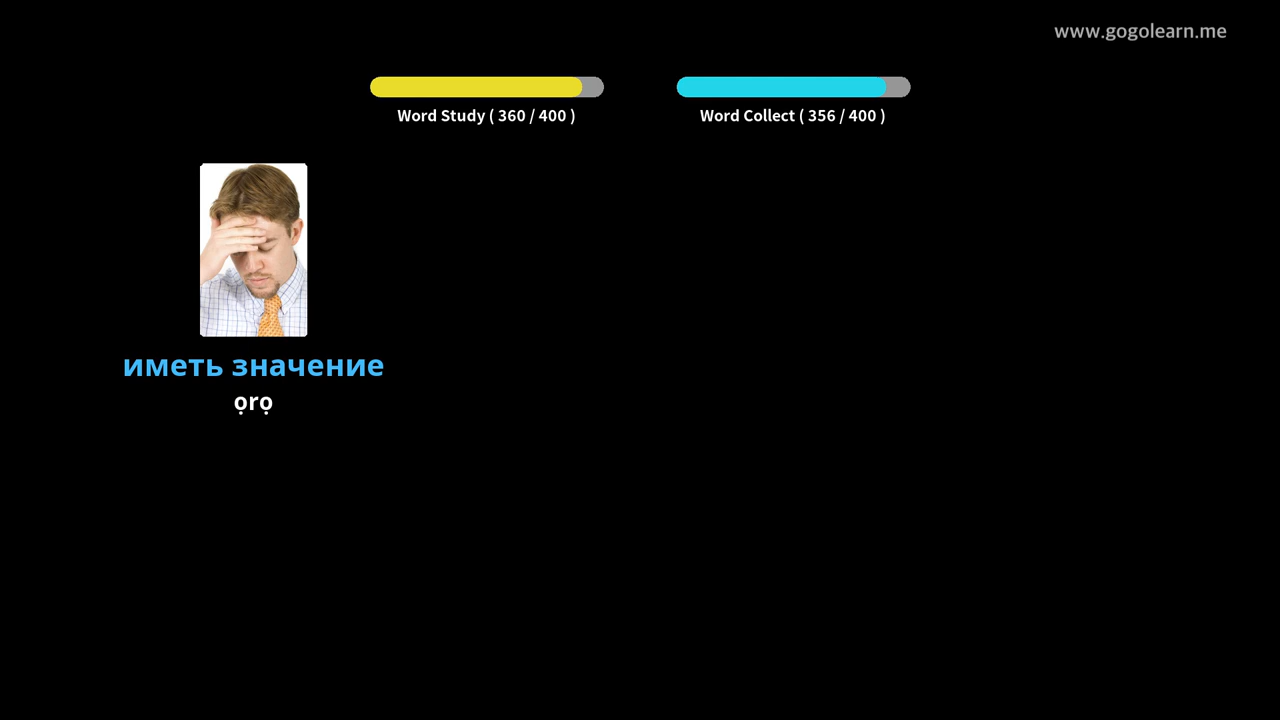 www.gogolearn.me
Word Study ( 360 / 400 )
Word Collect ( 356 / 400 )
иметь значение
ọrọ